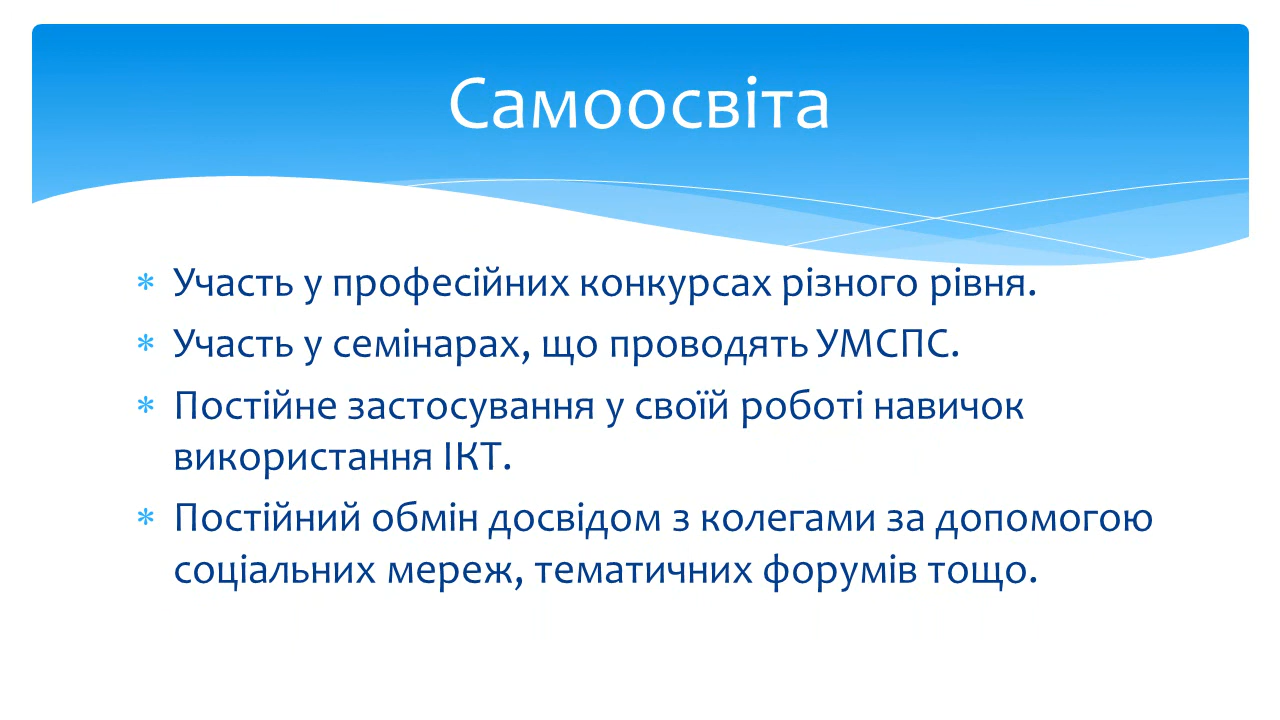 Самоосвіта
Участь у професійних конкурсах різного рівня.
Участь у семінарах, що проводять УМСПС.
Постійне застосування у своїй роботі навичок
використання ІКТ.
Постійний обмін досвідом з колегами за допомогою
соціальних мереж, тематичних форумів тощо.